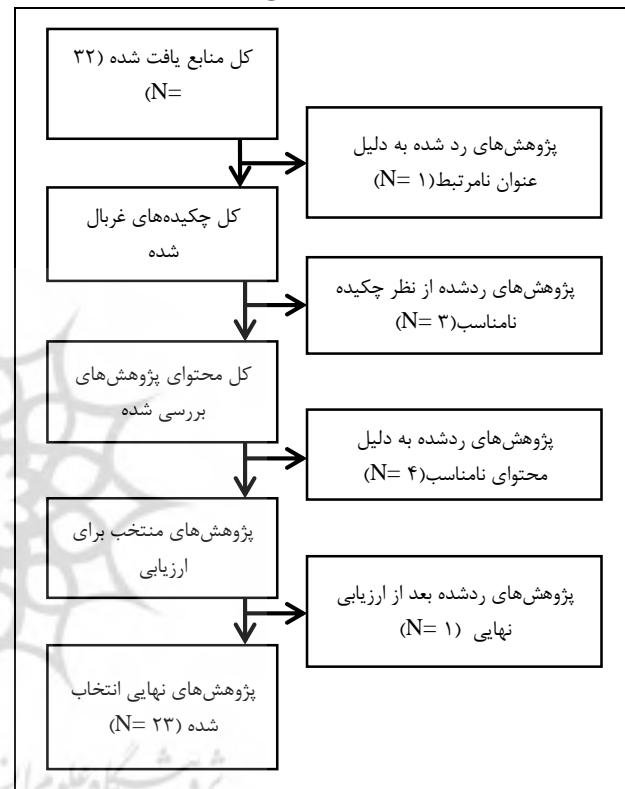 کل منابع یافت شده (۳۲
(N=
پژوهش‌های رد شده به دلیل
عنوان نامرتبط(۱ =N)
کل چکیده‌های غربال
شده
پژوهش‌های ردشده از نظر چکیده
نامناسب(۳ =N)
کل محتوای پژوهش‌های
بررسی شده
پژوهش‌های ردشده به دلیل
محتوای نامناسب(۴ =N)
پژوهش‌های منتخب برای
ارزیابی
پژوهش‌های ردشده بعد از ارزیابی
نهایی (۱ =N)
پژوهش‌های نهایی انتخاب
شده (۲۳ =N)